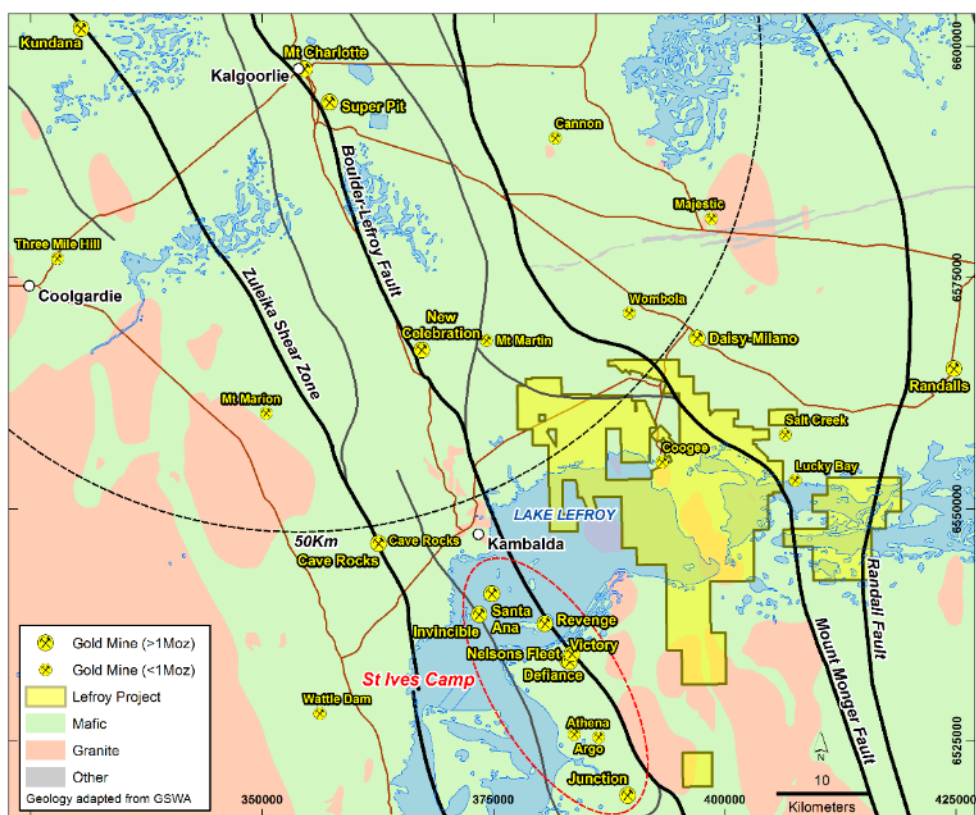 Kundana
Mt Charlotte
Kalgoorlie
Super Pit
Cannon
6600000
Boulder-Lefroy Fault
Majestic
Three Mile Hill
Coolgardie
Zuleika Shear Zone
6575000
Wombola
New
Celebration
Mt Martin
Daisy-Milano
Randalls
Mt Marion
Salt Creek
Coogee
Lucky Bay
LAKE LEFROY
6550000
50Km
Cave Rocks
Cave Rocks
Kambalda
Randall Fault
Mount Monger Fault
Santa
Ana
Invincible
Revenge
Victory
Nelsons Fleet
Defiance
St Ives Camp
Wattle Dam
Athena
Argo
6525000
Junction
Gold Mine (>1Moz)
Gold Mine (<1Moz)
Lefroy Project
Mafic
Granite
Other
Geology adapted from GSWA
N
10
Kilometers
350000
375000
400000
425000